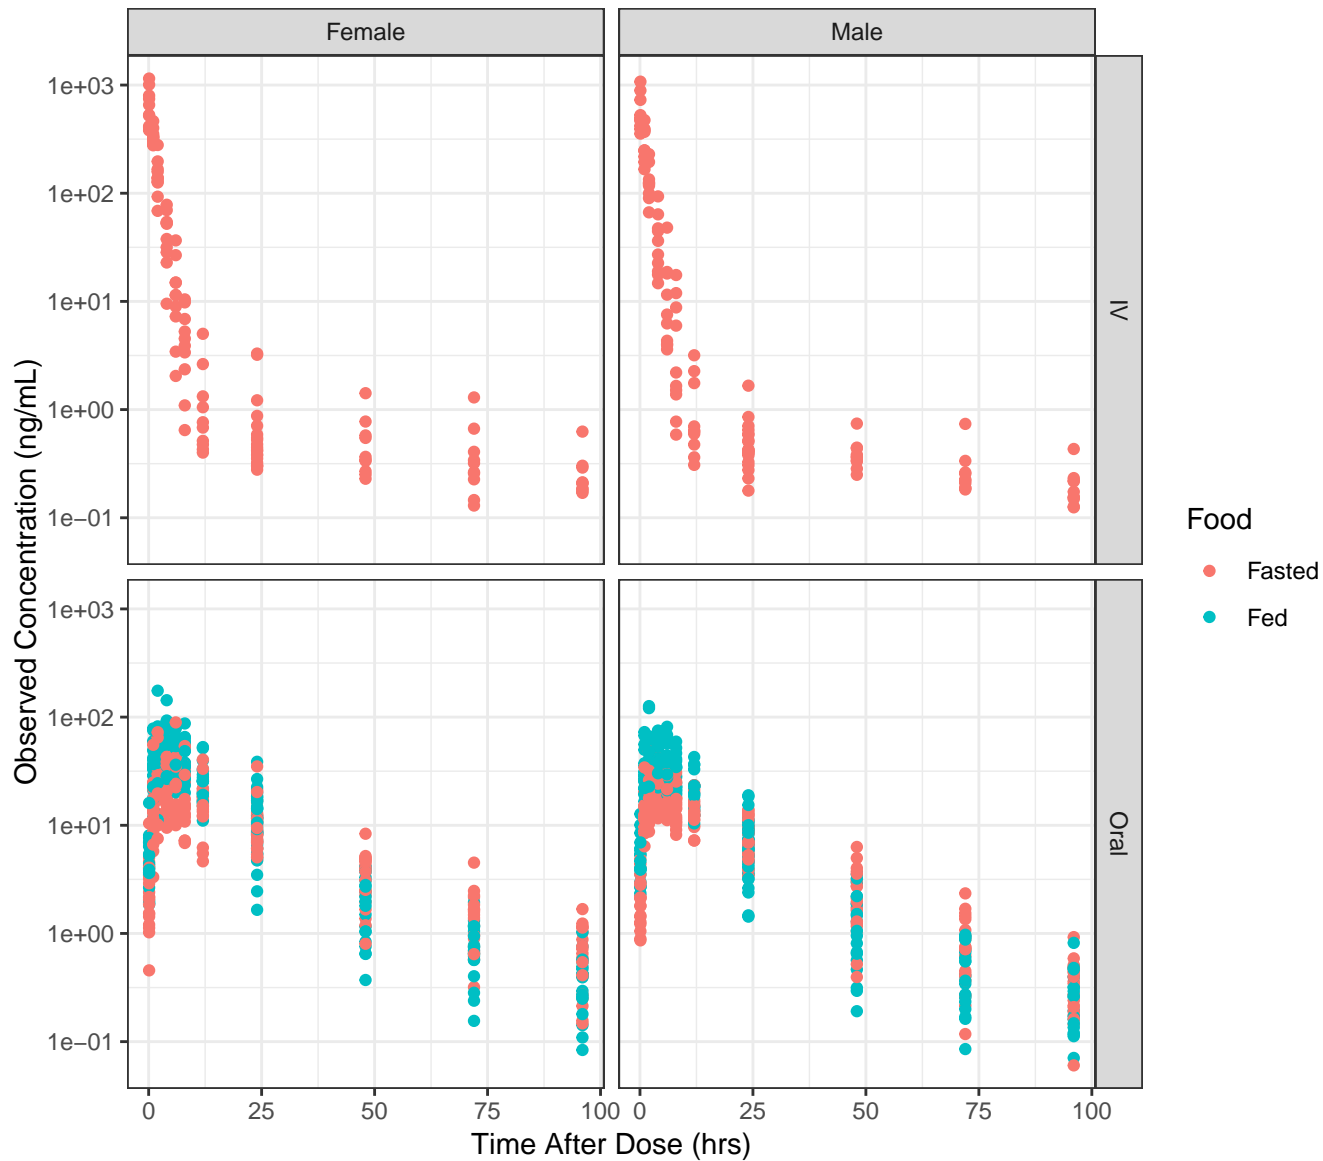 Female
Male
Observed Concentration (ng/mL)
1e+03
1e+02
1e+01
1e+00
1e−01
IV
1e+03
1e+02
1e+01
1e+00
1e−01
Oral
0
25
50
75
100
0
25
50
75
100
Time After Dose (hrs)
Food
Fasted
Fed